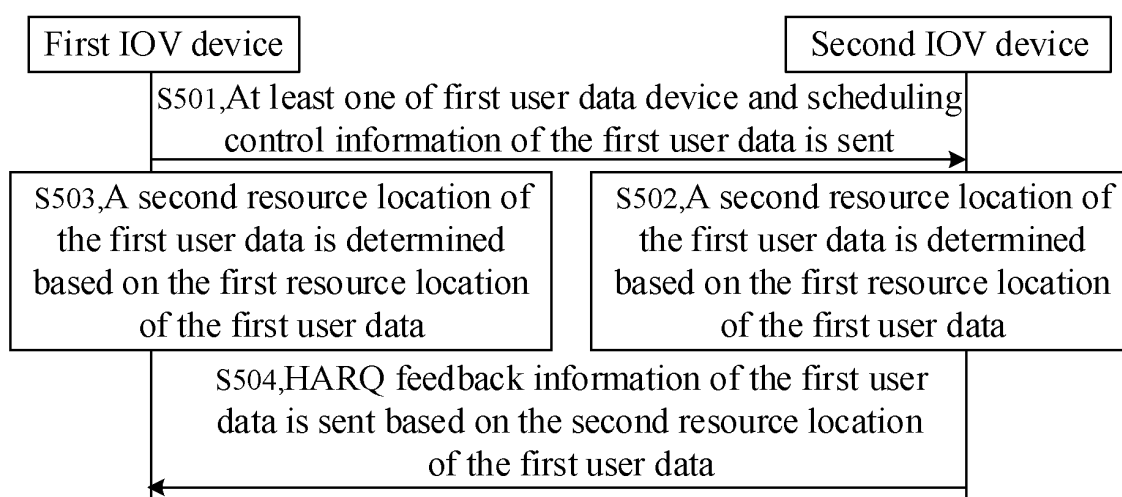 First IOV device
Second IOV device
S501,At least one of first user data device and scheduling
control information of the first user data is sent
S503,A second resource location of
the first user data is determined
based on the first resource location
of the first user data
S502,A second resource location of
the first user data is determined
based on the first resource location
of the first user data
S504,HARQ feedback information of the first user
data is sent based on the second resource location
of the first user data